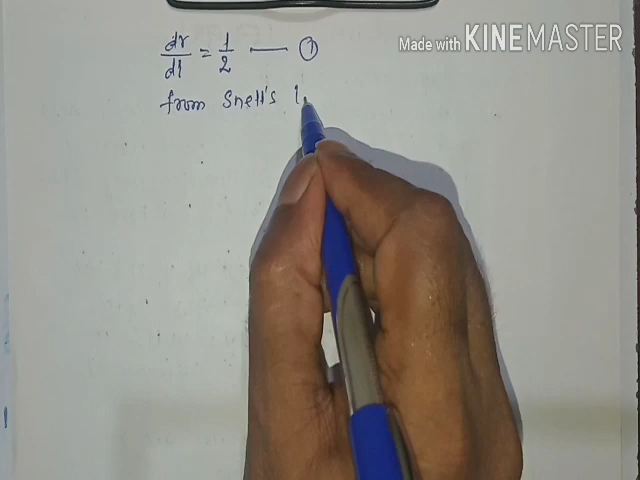 Made with KINEMASTER
dr/di = 1/2 — ①
from Snell's l